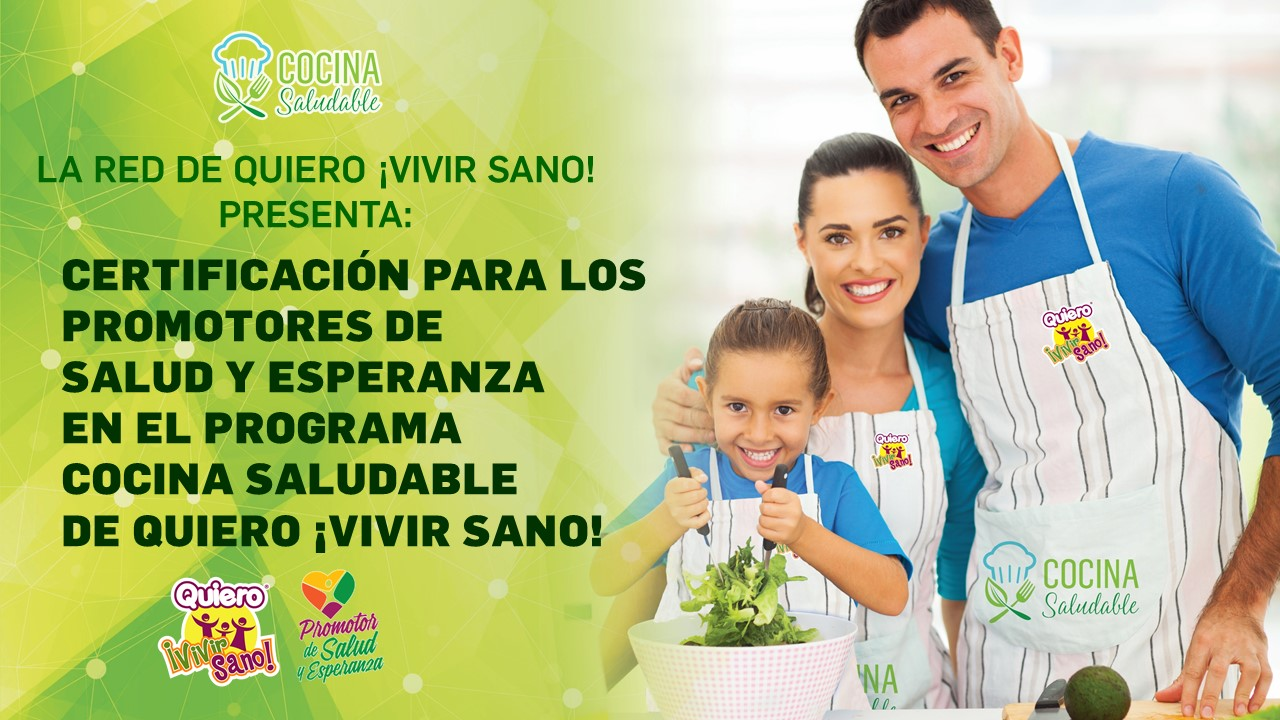 COCINA
Saludable
LA RED DE QUIERO ¡VIVIR SANO!
PRESENTA:
CERTIFICACIÓN PARA LOS
PROMOTORES DE
SALUD Y ESPERANZA
EN EL PROGRAMA
COCINA SALUDABLE
DE QUIERO ¡VIVIR SANO!
Quiero®
¡Vivir
Sano!
Promotor
de Salud
y Esperanza
Quiero®
¡Vivir
Sano!
Quiero
¡Vivir
Sano!
COCINA
Saludable
INA
dable